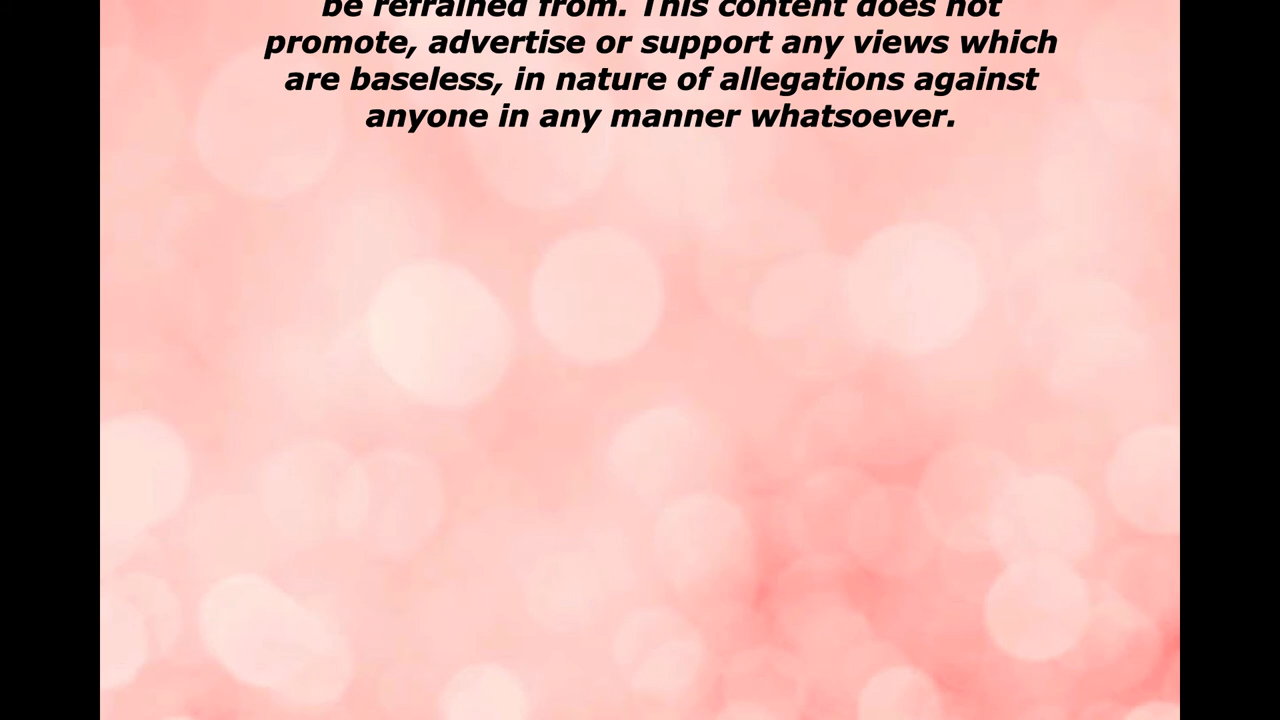 be refrained from. This content does not
promote, advertise or support any views which
are baseless, in nature of allegations against
anyone in any manner whatsoever.